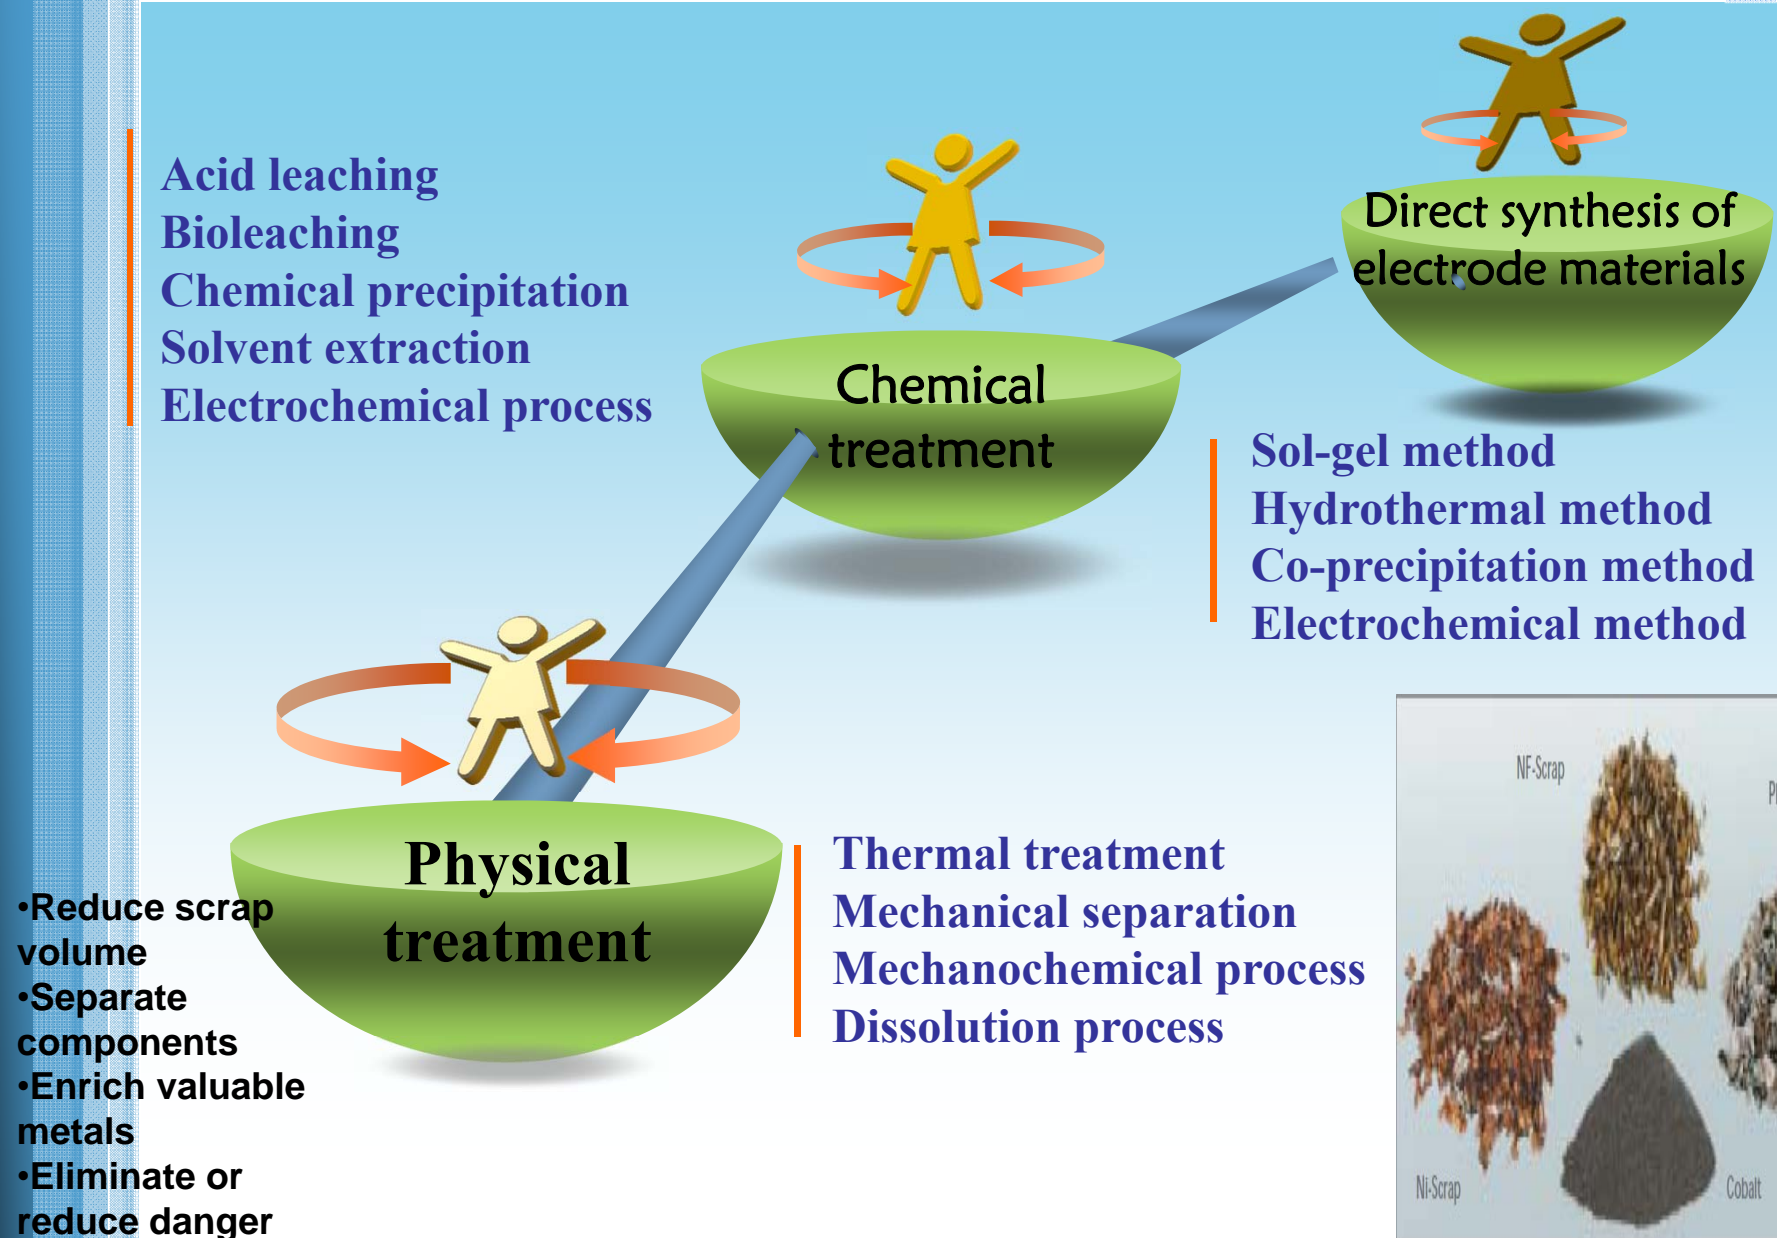 Direct synthesis of
electrode materials
Acid leaching
Bioleaching
Chemical precipitation
Solvent extraction
Electrochemical process
Chemical
treatment
Sol-gel method
Hydrothermal method
Co-precipitation method
Electrochemical method
Physical
treatment
Thermal treatment
Mechanical separation
Mechanochemical process
Dissolution process
•Reduce scrap
volume
•Separate
components
•Enrich valuable
metals
•Eliminate or
reduce danger
NF-Scrap
Ni-Scrap
Cobalt